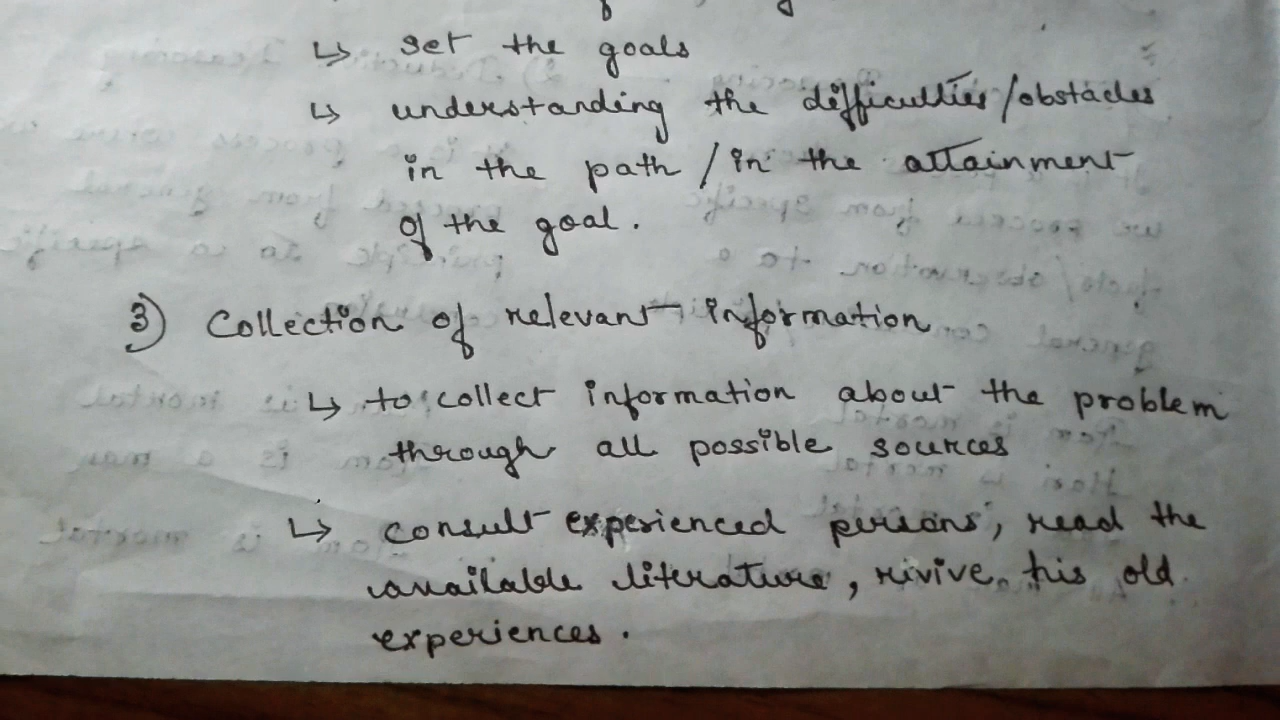 ↳ set the goals
↳ understanding the difficulties/obstacles
in the path / in the attainment
of the goal.
3) Collection of relevant information
↳ to collect information about the problem
through all possible sources
↳ consult experienced persons, read the
available literature, rivive his old
experiences.